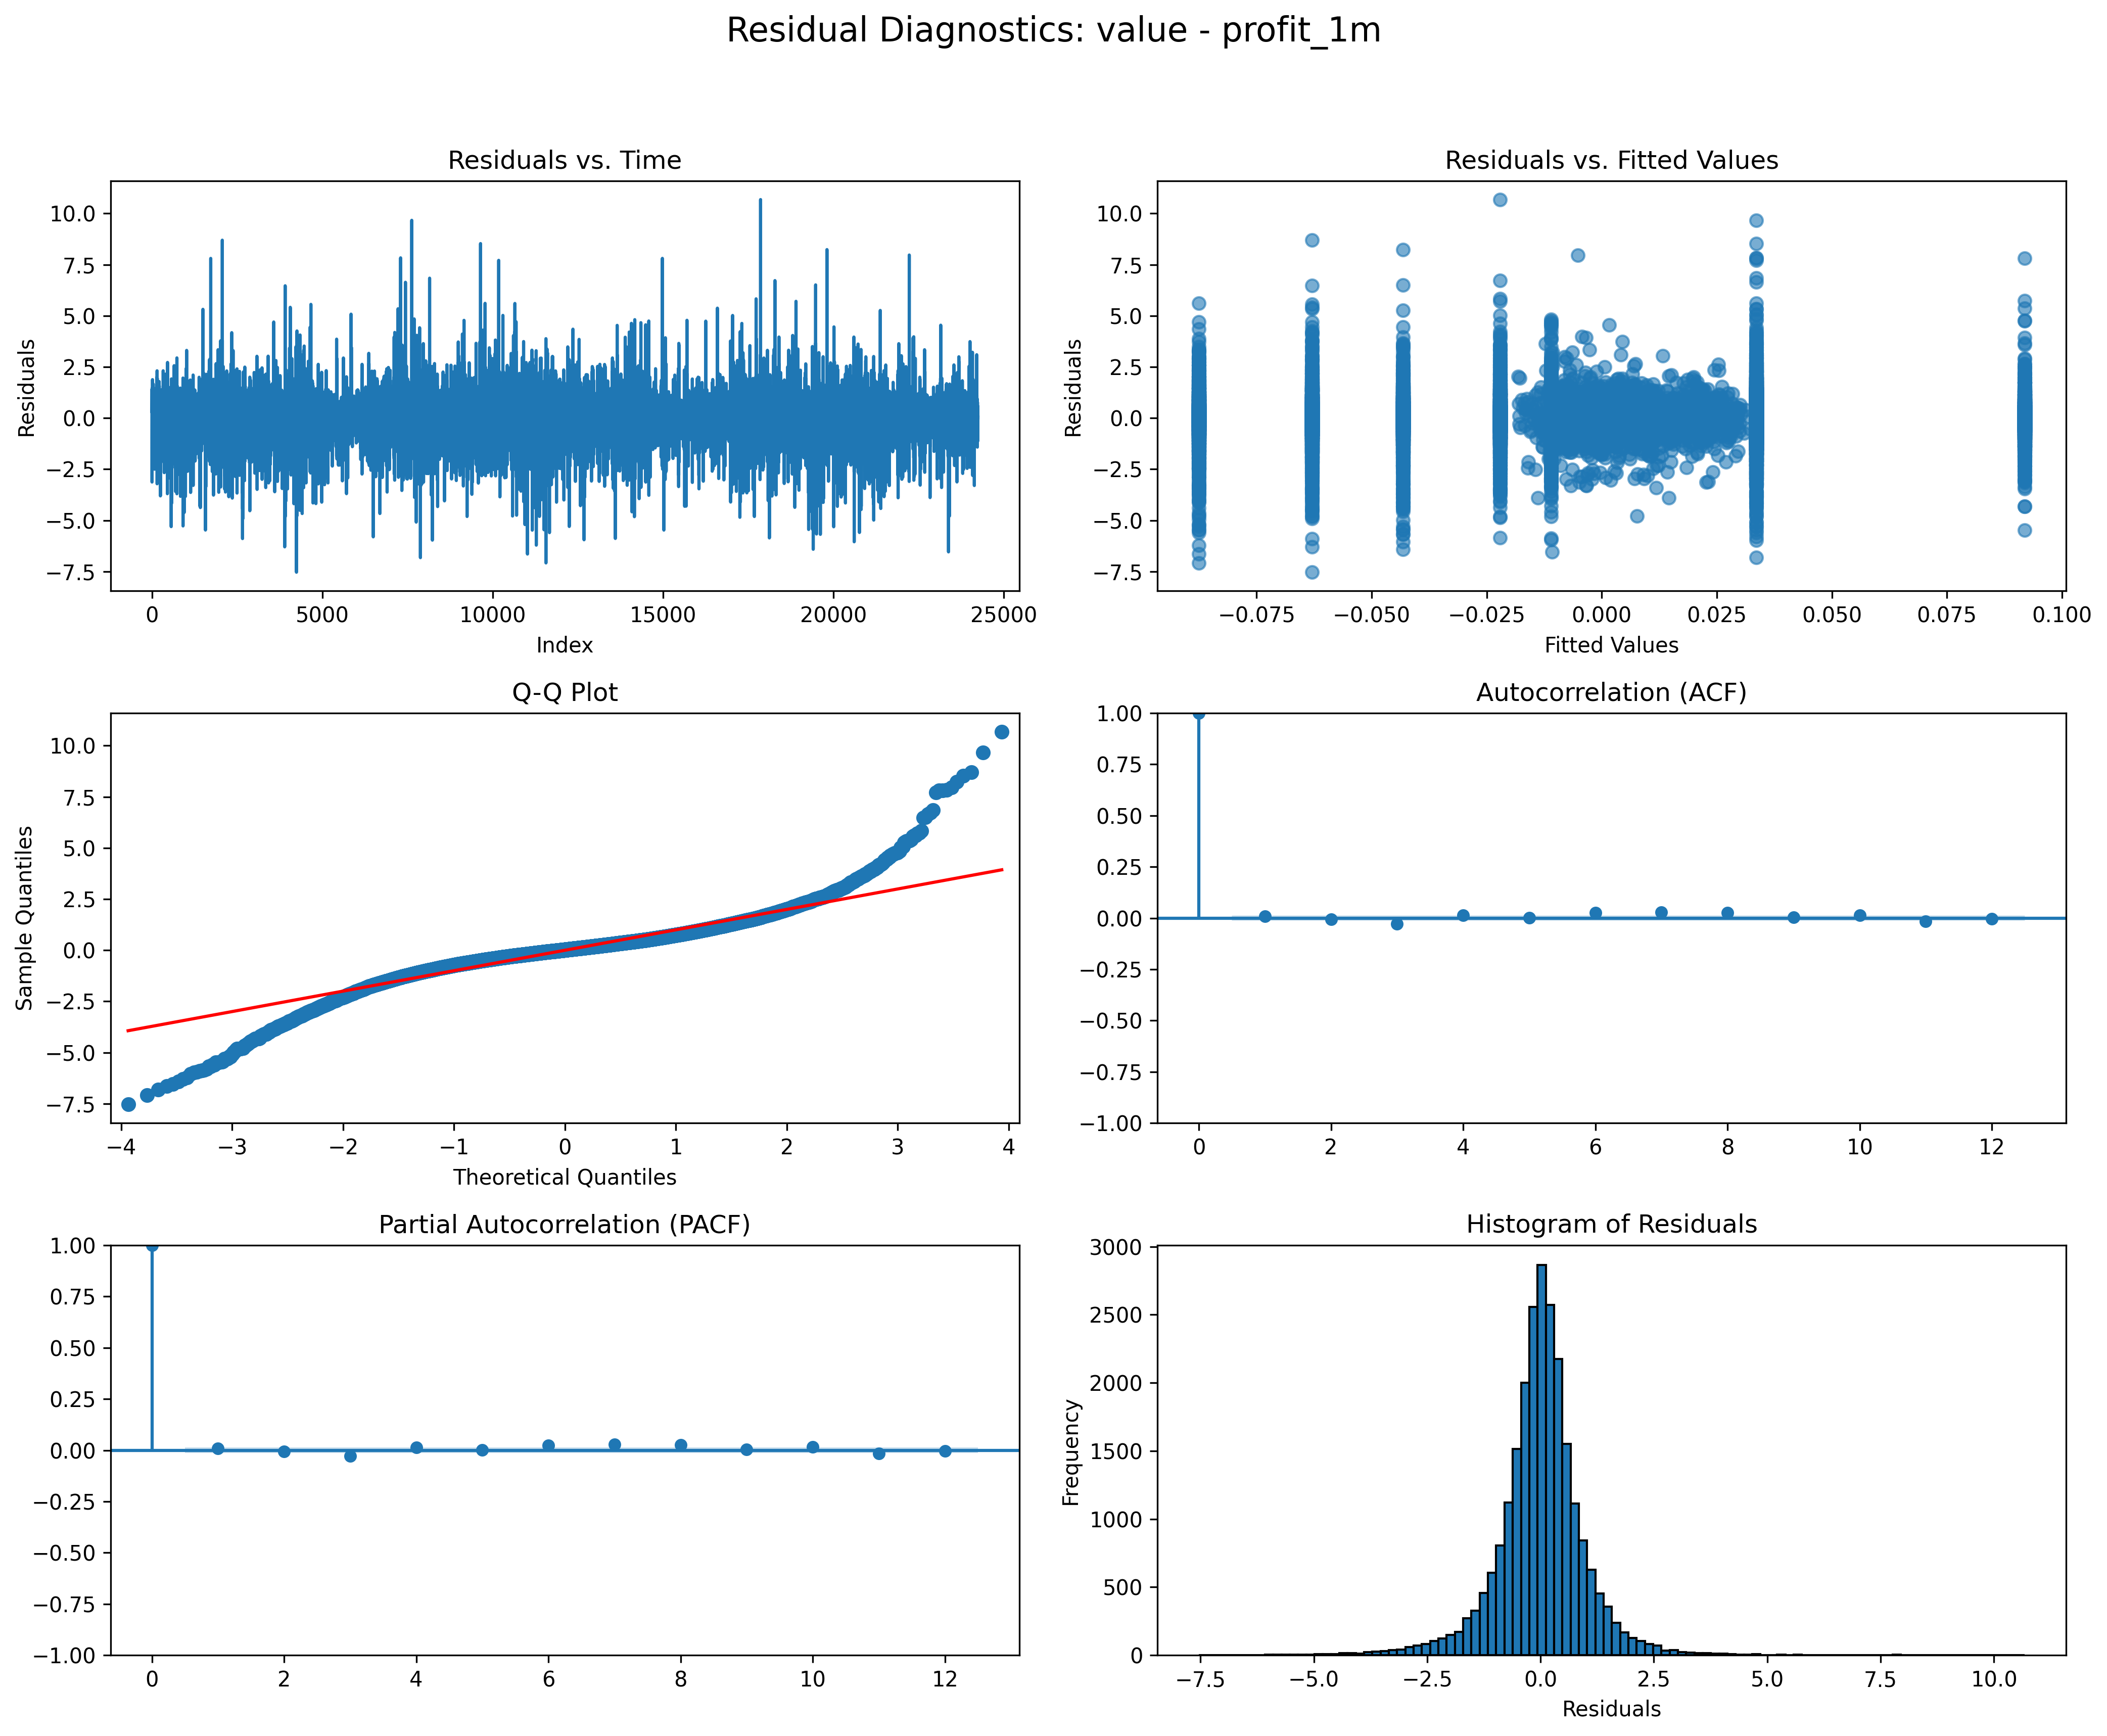 Residual Diagnostics: value - profit_1m
Residuals vs. Time
10.0
7.5
5.0
2.5
0.0
−2.5
−5.0
−7.5
Residuals
0 5000 10000 15000 20000 25000
Index
Residuals vs. Fitted Values
10.0
7.5
5.0
2.5
0.0
−2.5
−5.0
−7.5
Residuals
−0.075 −0.050 −0.025 0.000 0.025 0.050 0.075 0.100
Fitted Values
Q-Q Plot
10.0
7.5
5.0
2.5
0.0
−2.5
−5.0
−7.5
Sample Quantiles
−4 −3 −2 −1 0 1 2 3 4
Theoretical Quantiles
Autocorrelation (ACF)
1.00
0.75
0.50
0.25
0.00
−0.25
−0.50
−0.75
−1.00
0 2 4 6 8 10 12
Partial Autocorrelation (PACF)
1.00
0.75
0.50
0.25
0.00
−0.25
−0.50
−0.75
−1.00
0 2 4 6 8 10 12
Histogram of Residuals
3000
2500
2000
1500
1000
500
0
Frequency
−7.5 −5.0 −2.5 0.0 2.5 5.0 7.5 10.0
Residuals